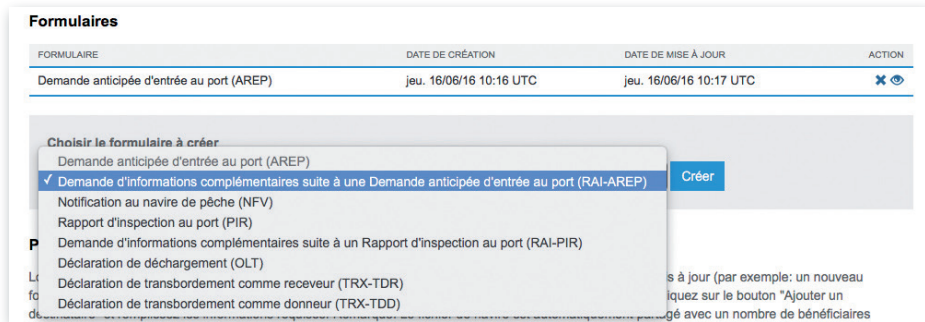 Formulaires
FORMULAIRE DATE DE CRÉATION DATE DE MISE À JOUR ACTION
Demande anticipée d'entrée au port (AREP) jeu. 16/06/16 10:16 UTC jeu. 16/06/16 10:17 UTC
Choisir le formulaire à créer
Demande anticipée d'entrée au port (AREP)
✓ Demande d'informations complémentaires suite à une Demande anticipée d'entrée au port (RAI-AREP) Créer
Notification au navire de pêche (NFV)
Rapport d'inspection au port (PIR)
Demande d'informations complémentaires suite à un Rapport d'inspection au port (RAI-PIR)
Déclaration de déchargement (OLT)
s à jour (par exemple: un nouveau
Déclaration de transbordement comme receveur (TRX-TDR)
iquez sur le bouton "Ajouter un
Déclaration de transbordement comme donneur (TRX-TDD)
gé avec un nombre de bénéficiaires